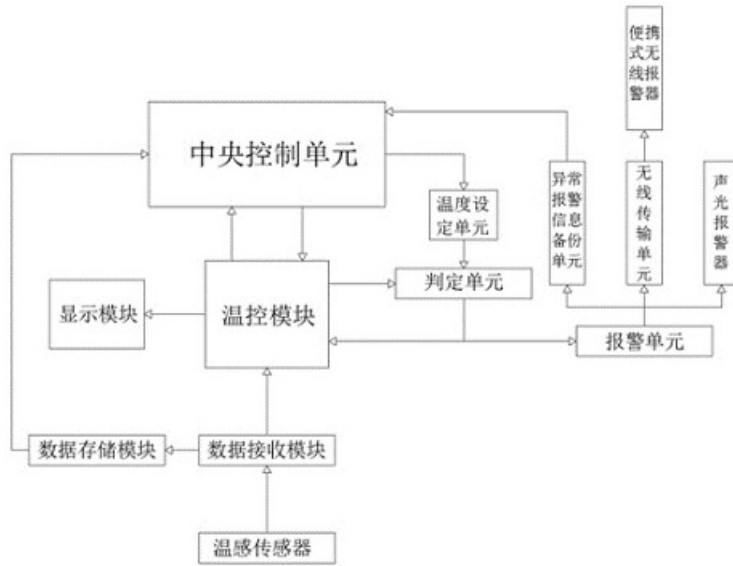 便携
式无
线报
警器
中央控制单元
异常
报警
信息
备份
单元
无线传输单元
声光报警器
温度设
定单元
判定单元
显示模块
温控模块
报警单元
数据存储模块
数据接收模块
温感传感器